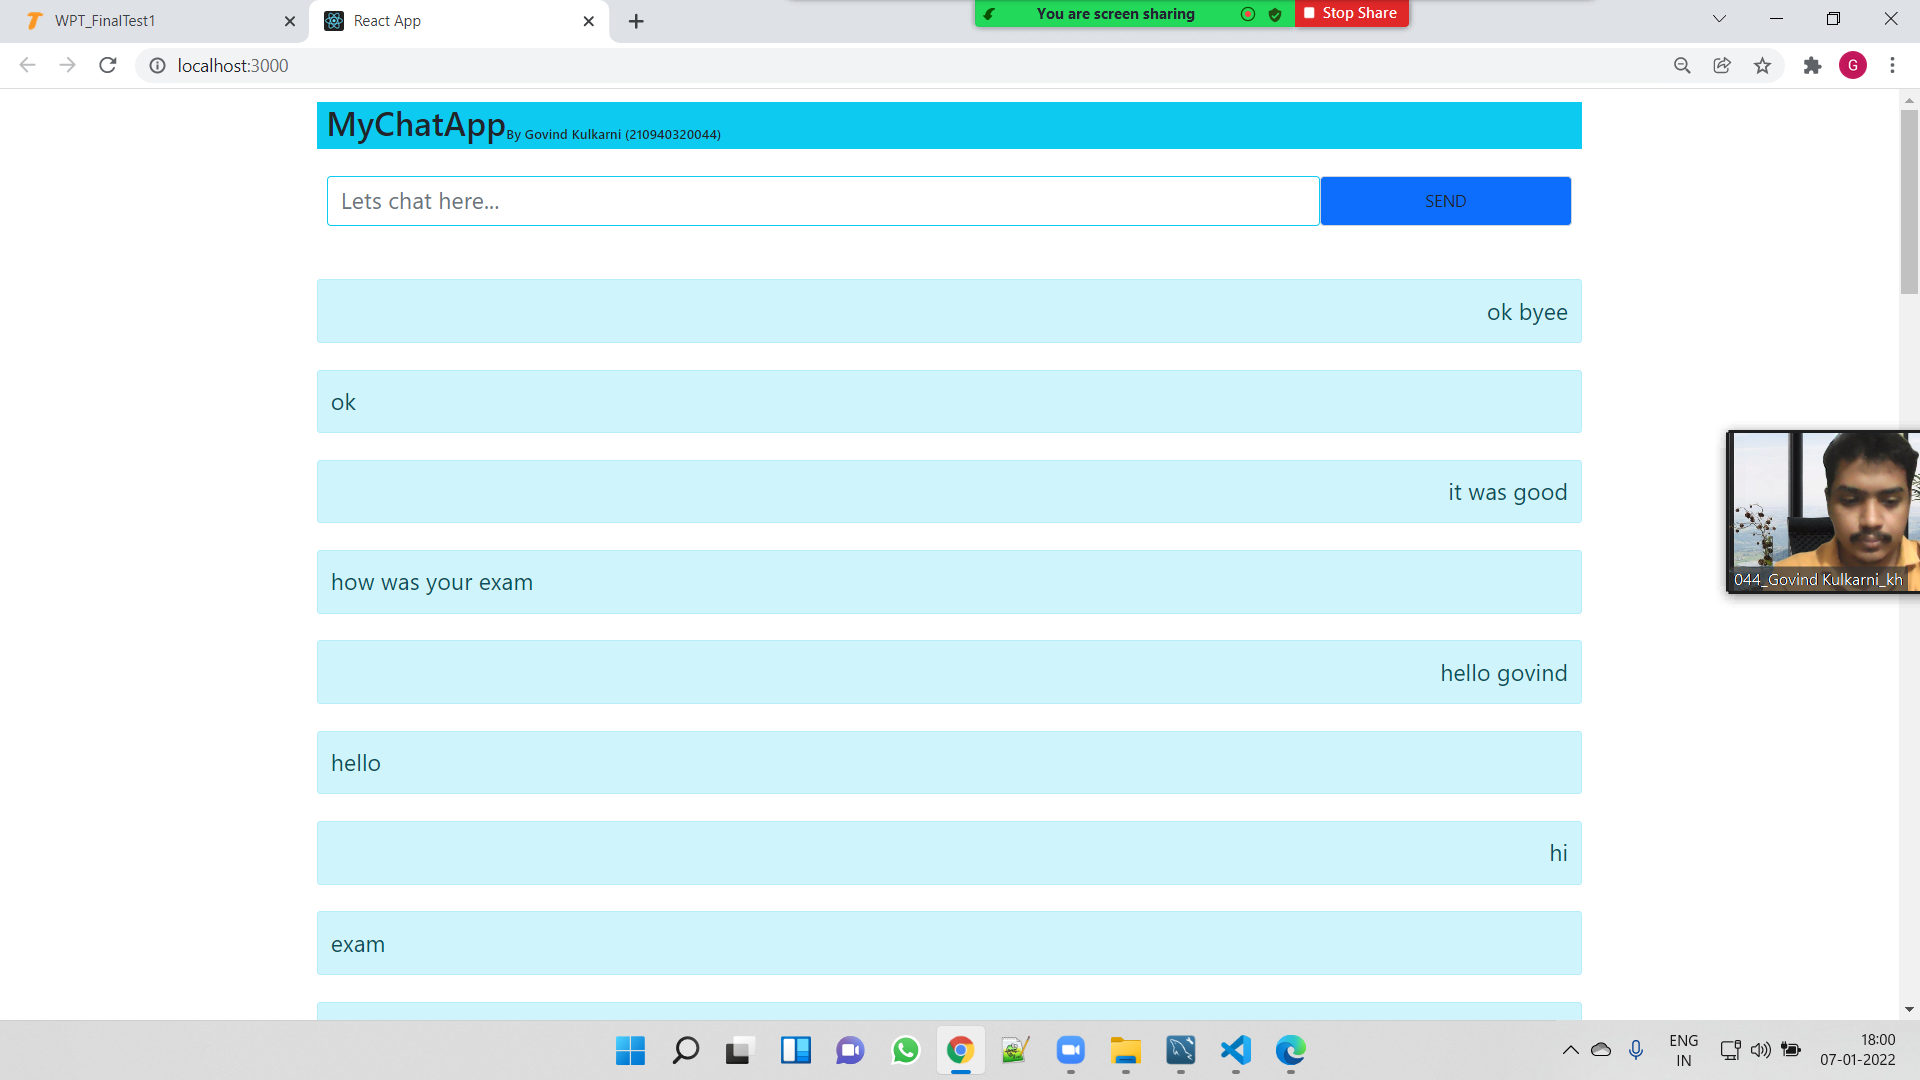 WPT_FinalTest1
React App
You are screen sharing
Stop Share
localhost:3000
G
MyChatApp By Govind Kulkarni (210940320044)
Lets chat here...
SEND
ok byee
ok
it was good
how was your exam
044_Govind Kulkarni_kh
hello govind
hello
hi
exam
ENG
IN
18:00
07-01-2022